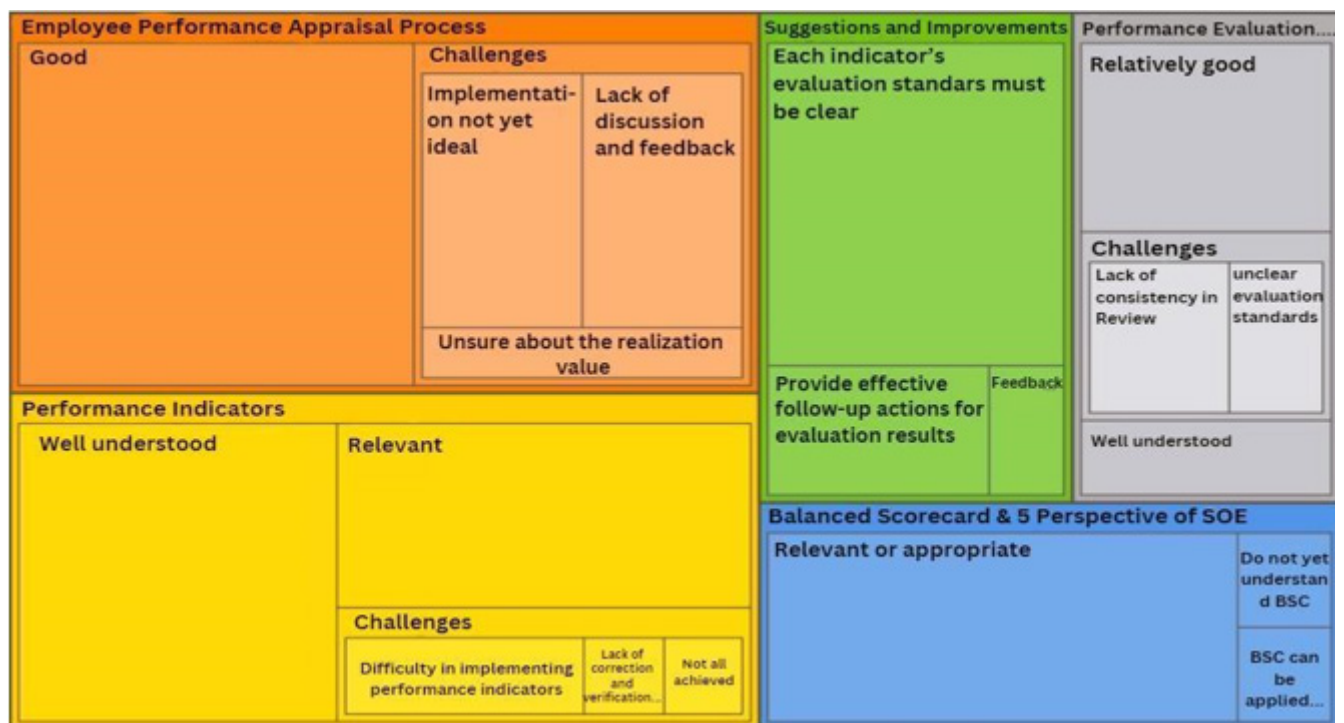 Employee Performance Appraisal Process
Good
Challenges
Implementati-
on not yet
ideal
Lack of
discussion
and feedback
Unsure about the realization
value
Suggestions and Improvements
Each indicator's
evaluation standars must
be clear
Provide effective
follow-up actions for
evaluation results
Feedback
Performance Evaluation....
Relatively good
Challenges
Lack of
consistency in
Review
unclear
evaluation
standards
Well understood
Performance Indicators
Well understood
Relevant
Challenges
Difficulty in implementing
performance indicators
Lack of
correction
and
verification...
Not all
achieved
Balanced Scorecard & 5 Perspective of SOE
Relevant or appropriate
Do not yet
understan
d BSC
BSC can
be
applied...